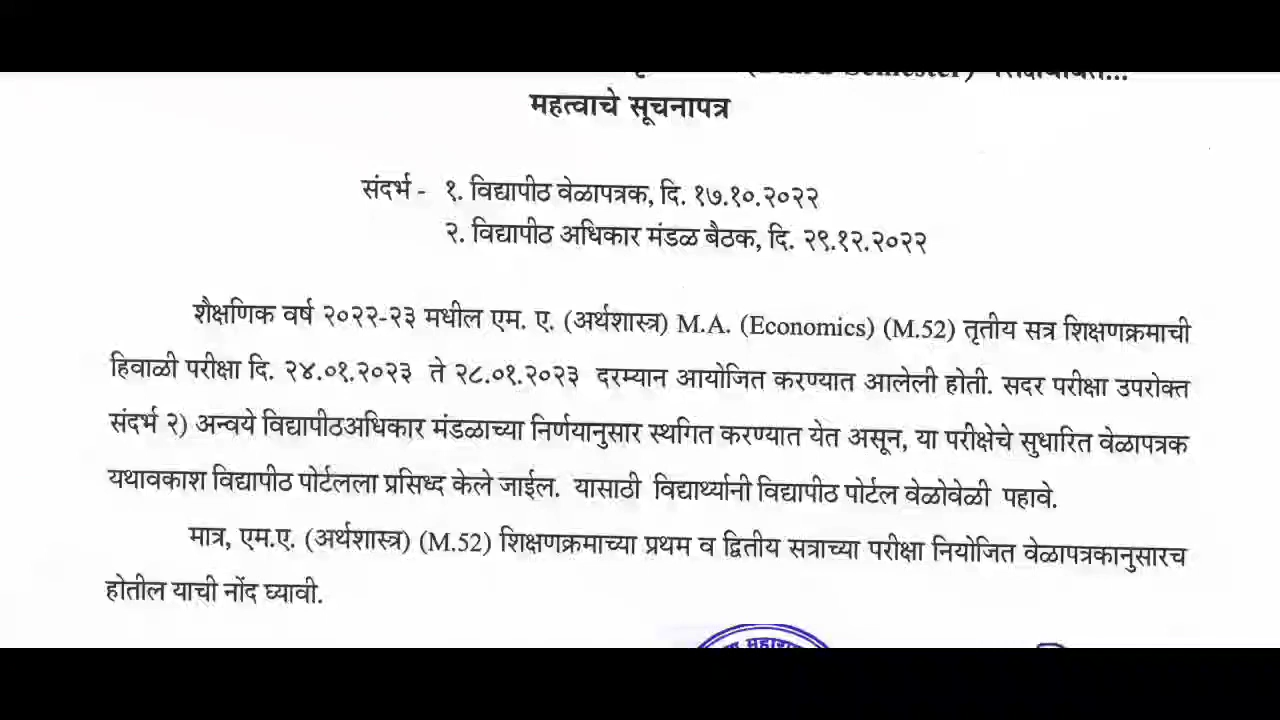 (Third Semester)
महत्वाचे सूचनापत्र
संदर्भ - १. विद्यापीठ वेळापत्रक, दि. १७.१०.२०२२
२. विद्यापीठ अधिकार मंडळ बैठक, दि. २९.१२.२०२२
शैक्षणिक वर्ष २०२२-२३ मधील एम. ए. (अर्थशास्त्र) M.A. (Economics) (M.52) तृतीय सत्र शिक्षणक्रमाची
हिवाळी परीक्षा दि. २४.०१.२०२३ ते २८.०१.२०२३ दरम्यान आयोजित करण्यात आलेली होती. सदर परीक्षा उपरोक्त
संदर्भ २) अन्वये विद्यापीठअधिकार मंडळाच्या निर्णयानुसार स्थगित करण्यात येत असून, या परीक्षेचे सुधारित वेळापत्रक
यथावकाश विद्यापीठ पोर्टलला प्रसिध्द केले जाईल. यासाठी विद्यार्थ्यानी विद्यापीठ पोर्टल वेळोवेळी पहावे.
मात्र, एम.ए. (अर्थशास्त्र) (M.52) शिक्षणक्रमाच्या प्रथम व द्वितीय सत्राच्या परीक्षा नियोजित वेळापत्रकानुसारच
होतील याची नोंद घ्यावी.